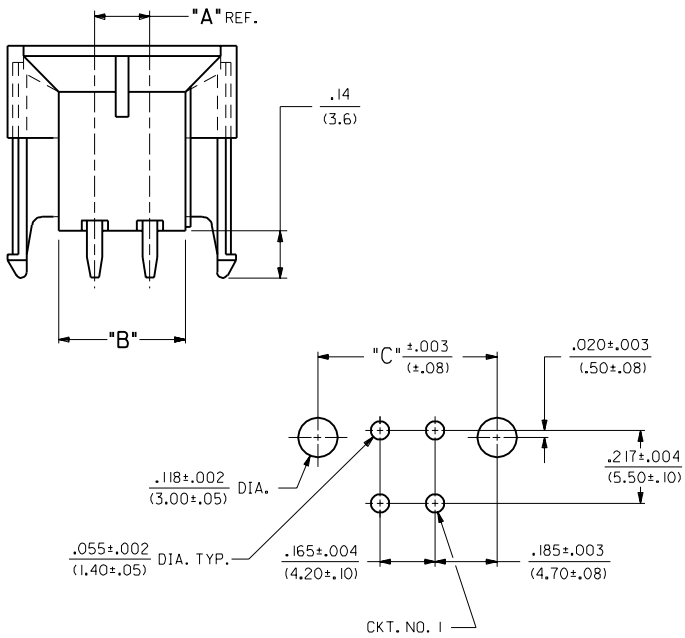 "A" REF.
.14
(3.6)
"B"
"C" ±.003
(±.08)
.020±.003
(.50±.08)
.217±.004
(5.50±.10)
.118±.002 DIA.
(3.00±.05)
.055±.002 DIA. TYP.
(1.40±.05)
.165±.004
(4.20±.10)
.185±.003
(4.70±.08)
CKT. NO. 1